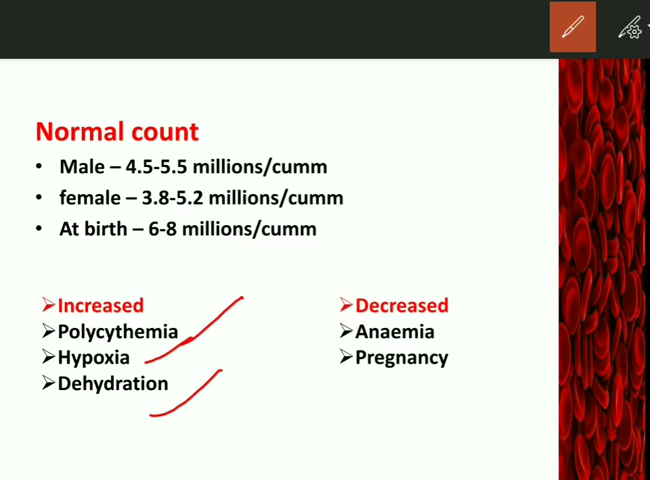 Normal count
• Male – 4.5-5.5 millions/cumm
• female – 3.8-5.2 millions/cumm
• At birth – 6-8 millions/cumm
➢Increased
➢Polycythemia
➢Hypoxia
➢Dehydration
➢Decreased
➢Anaemia
➢Pregnancy